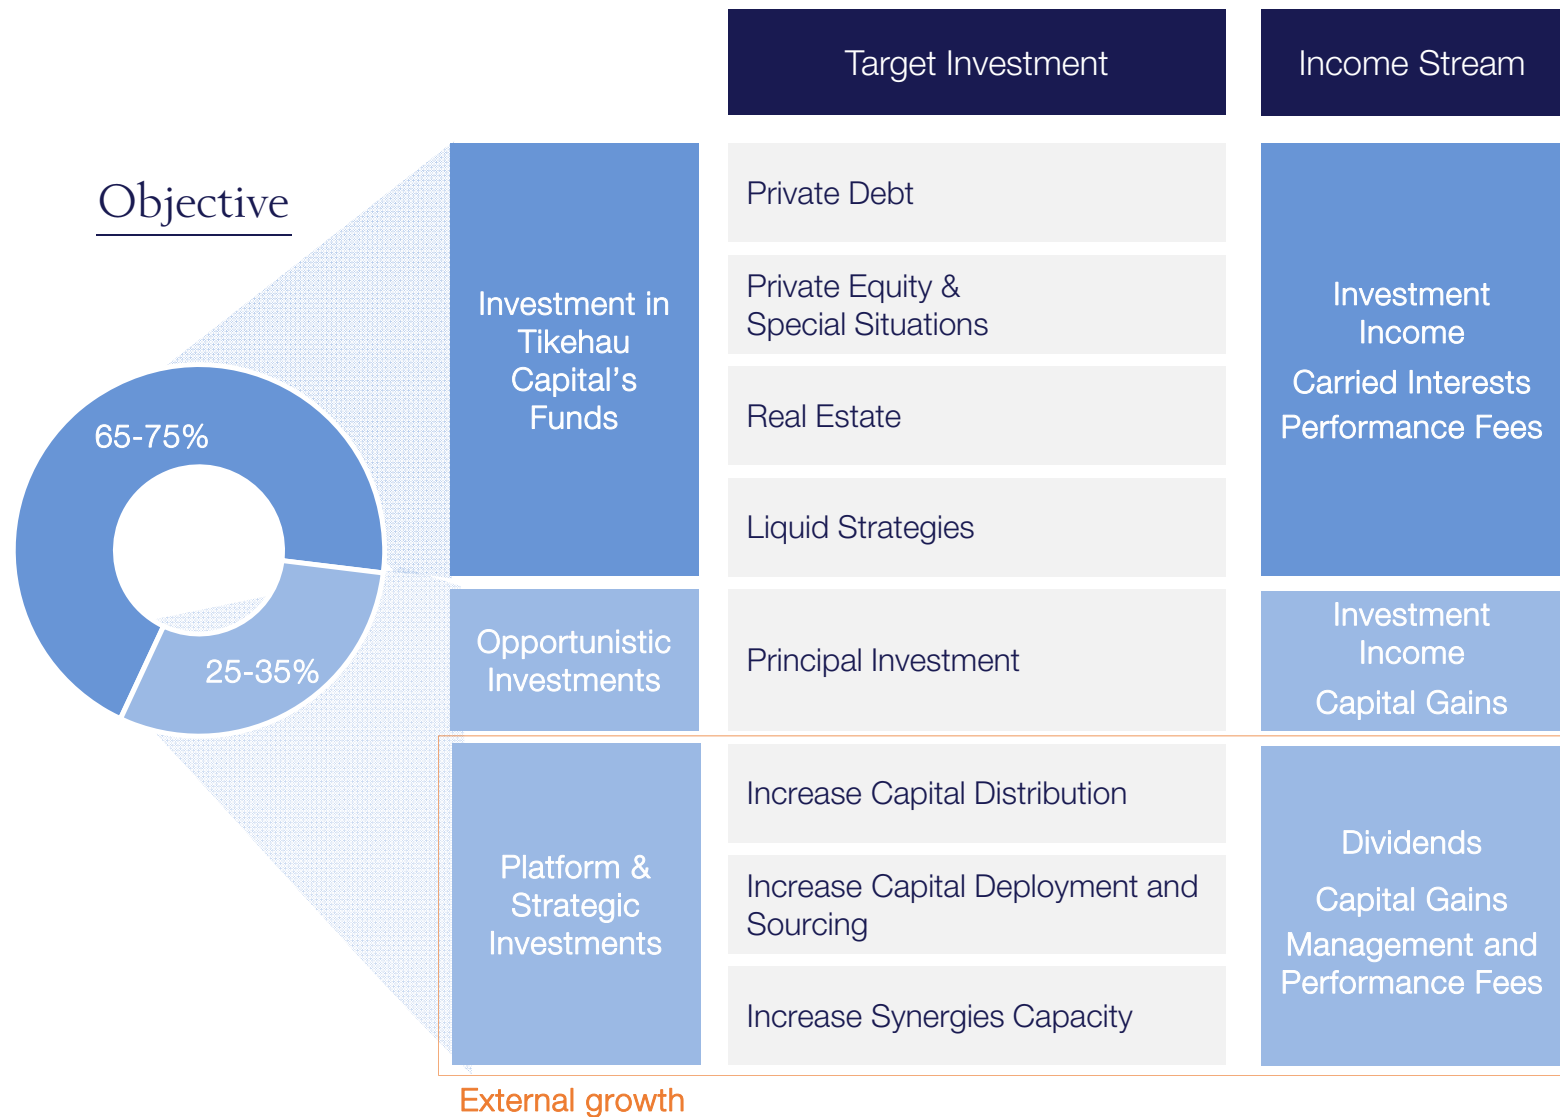 Target Investment
Income Stream
Objective
65-75%
25-35%
Investment in
Tikehau
Capital’s
Funds
Private Debt
Private Equity &
Special Situations
Real Estate
Liquid Strategies
Investment
Income
Carried Interests
Performance Fees
Opportunistic
Investments
Principal Investment
Investment
Income
Capital Gains
Platform &
Strategic
Investments
Increase Capital Distribution
Increase Capital Deployment and
Sourcing
Increase Synergies Capacity
Dividends
Capital Gains
Management and
Performance Fees
External growth